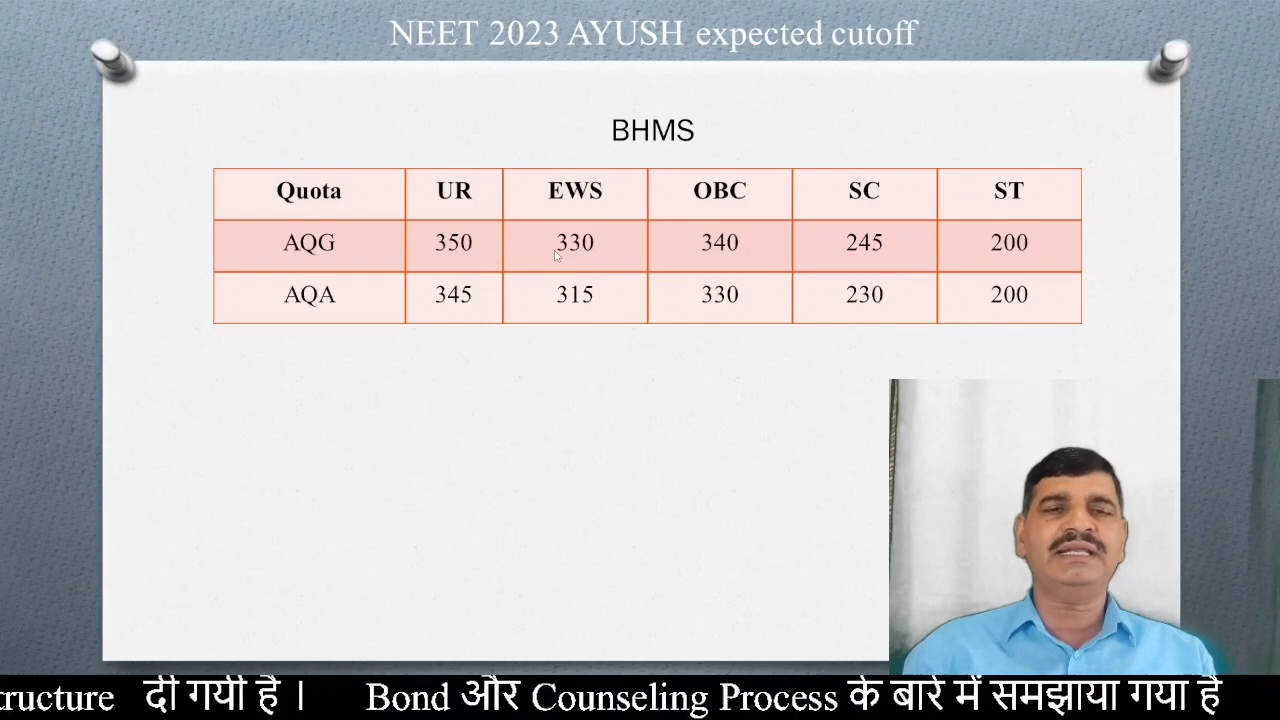 NEET 2023 AYUSH expected cutoff
BHMS
Quota UR EWS OBC SC ST
AQG 350 330 340 245 200
AQA 345 315 330 230 200
tructure दी गयी है । Bond और Counseling Process के बारे में समझाया गया है